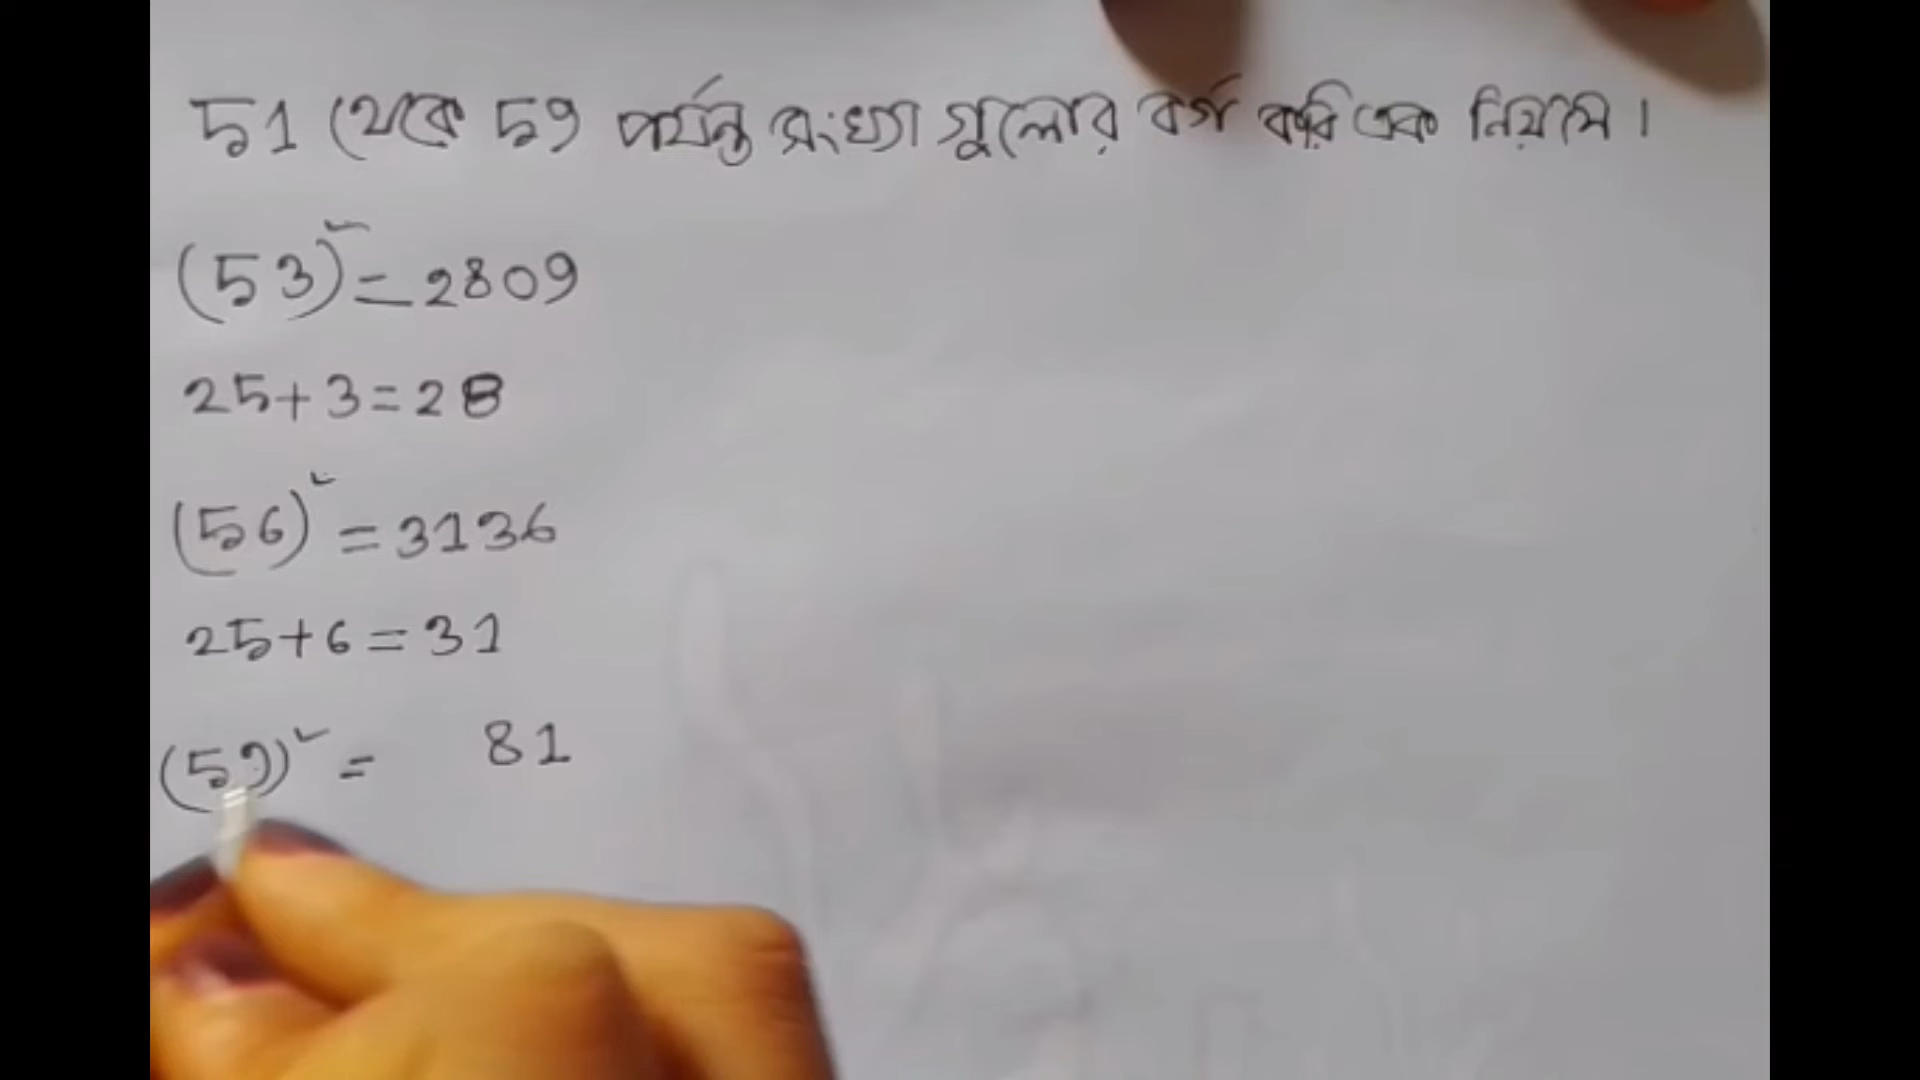 51 থেকে 59 পর্যন্ত সংখ্যা গুলোর বর্গ করি এক নিয়মে।
(53)² = 2809
25+3=28
(56)² = 3136
25+6=31
(59)² = 81